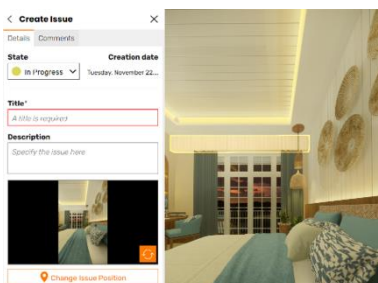 Create Issue
Details Comments
State Creation date
In Progress Tuesday, November 22...
Title*
A title is required
Description
Specify the issue here
Change Issue Position